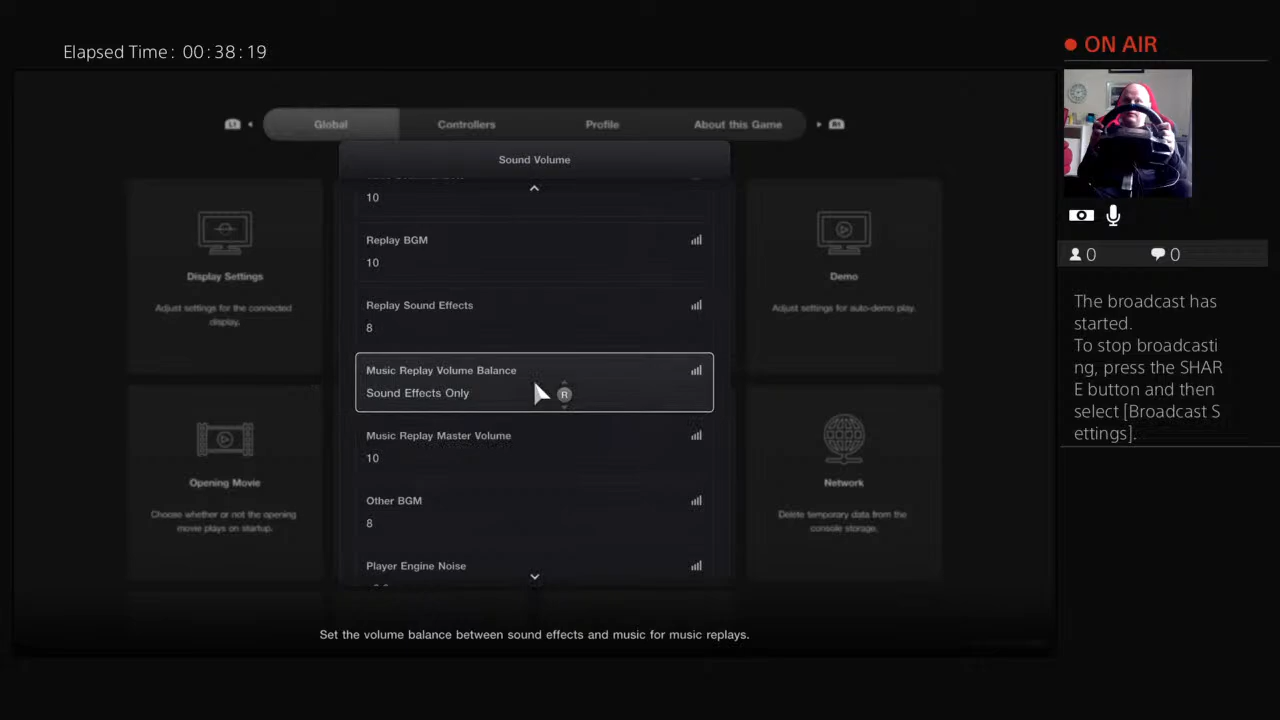 Elapsed Time: 00:38:19
ON AIR
L1 Global Controllers Profile About this Game R1
Sound Volume
10
Replay BGM
10
Replay Sound Effects
8
Music Replay Volume Balance
Sound Effects Only
R
Music Replay Master Volume
10
Other BGM
8
Player Engine Noise
Display Settings
Adjust settings for the connected
display.
Opening Movie
Choose whether or not the opening
movie plays on startup.
Demo
Adjust settings for auto-demo play.
Network
Delete temporary data from the
console storage.
Set the volume balance between sound effects and music for music replays.
0 0
The broadcast has
started.
To stop broadcasti
ng, press the SHAR
E button and then
select [Broadcast S
ettings].